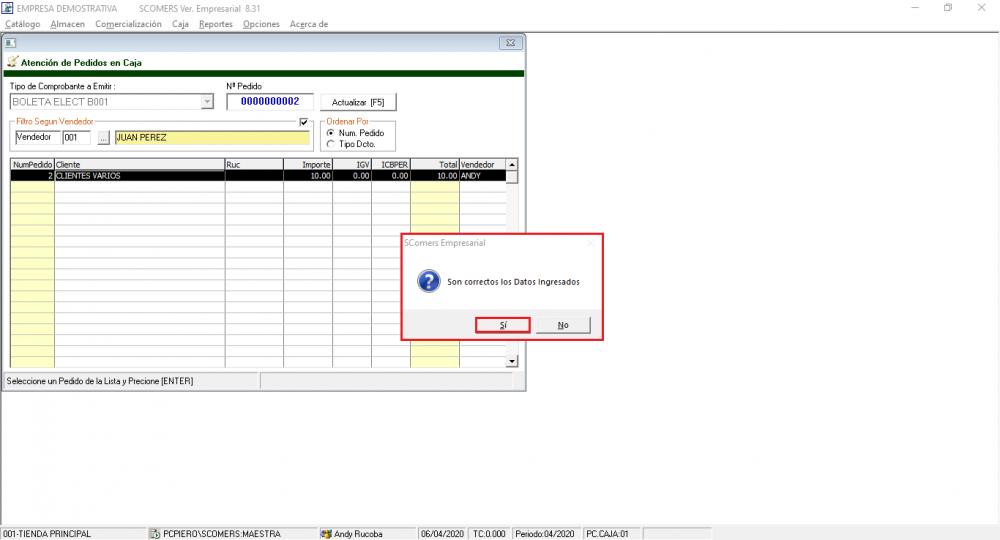 EMPRESA DEMOSTRATIVA SCOMERS Ver. Empresarial 8.31
Catálogo Almacen Comercialización Caja Reportes Opciones Acerca de
Atención de Pedidos en Caja
Tipo de Comprobante a Emitir : Nº Pedido
BOLETA ELECT B001 0000000002 Actualizar [F5]
Filtro Segun Vendedor Ordenar Por
Vendedor 001 ... JUAN PEREZ Num. Pedido
Tipo Dcto.
NumPedido Cliente Ruc Importe IGV ICBPER Total Vendedor
2 CLIENTES VARIOS 10.00 0.00 0.00 10.00 ANDY
SComers Empresarial
Son correctos los Datos Ingresados
Sí No
Seleccione un Pedido de la Lista y Precione [ENTER]
001-TIENDA PRINCIPAL PCPIERO\SCOMERS:MAESTRA Andy Rucoba 06/04/2020 TC:0.000 Periodo:04/2020 PC.CAJA:01